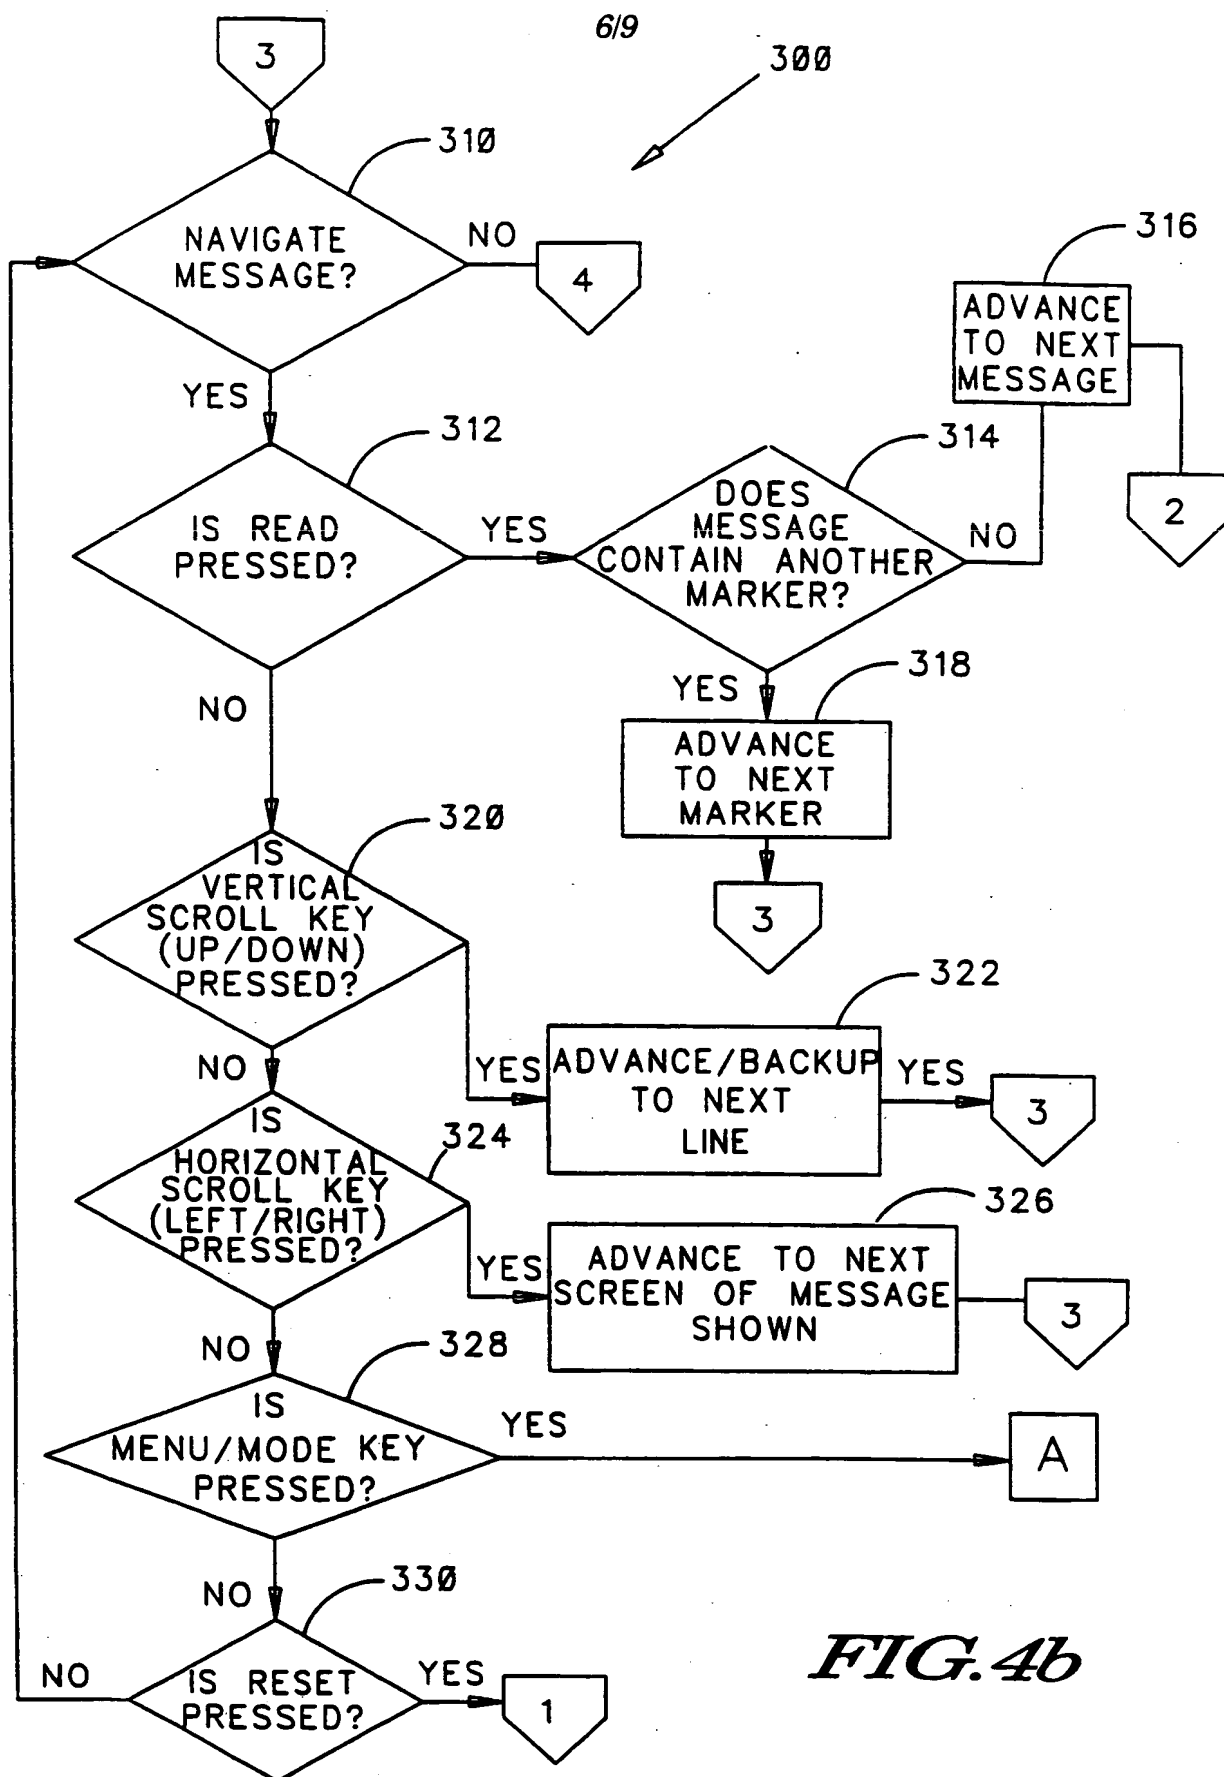 6/9
3
300
310
NAVIGATE
MESSAGE?
NO
4
316
ADVANCE
TO NEXT
MESSAGE
YES
312
IS READ
PRESSED?
YES
314
DOES
MESSAGE
CONTAIN ANOTHER
MARKER?
NO
2
NO
YES
318
ADVANCE
TO NEXT
MARKER
3
320
IS
VERTICAL
SCROLL KEY
(UP/DOWN)
PRESSED?
322
NO
YES
ADVANCE/BACKUP
TO NEXT
LINE
YES
3
324
IS
HORIZONTAL
SCROLL KEY
(LEFT/RIGHT)
PRESSED?
326
YES
ADVANCE TO NEXT
SCREEN OF MESSAGE
SHOWN
3
NO
328
IS
MENU/MODE KEY
PRESSED?
YES
A
NO
330
IS RESET
PRESSED?
NO
YES
1
FIG.4b